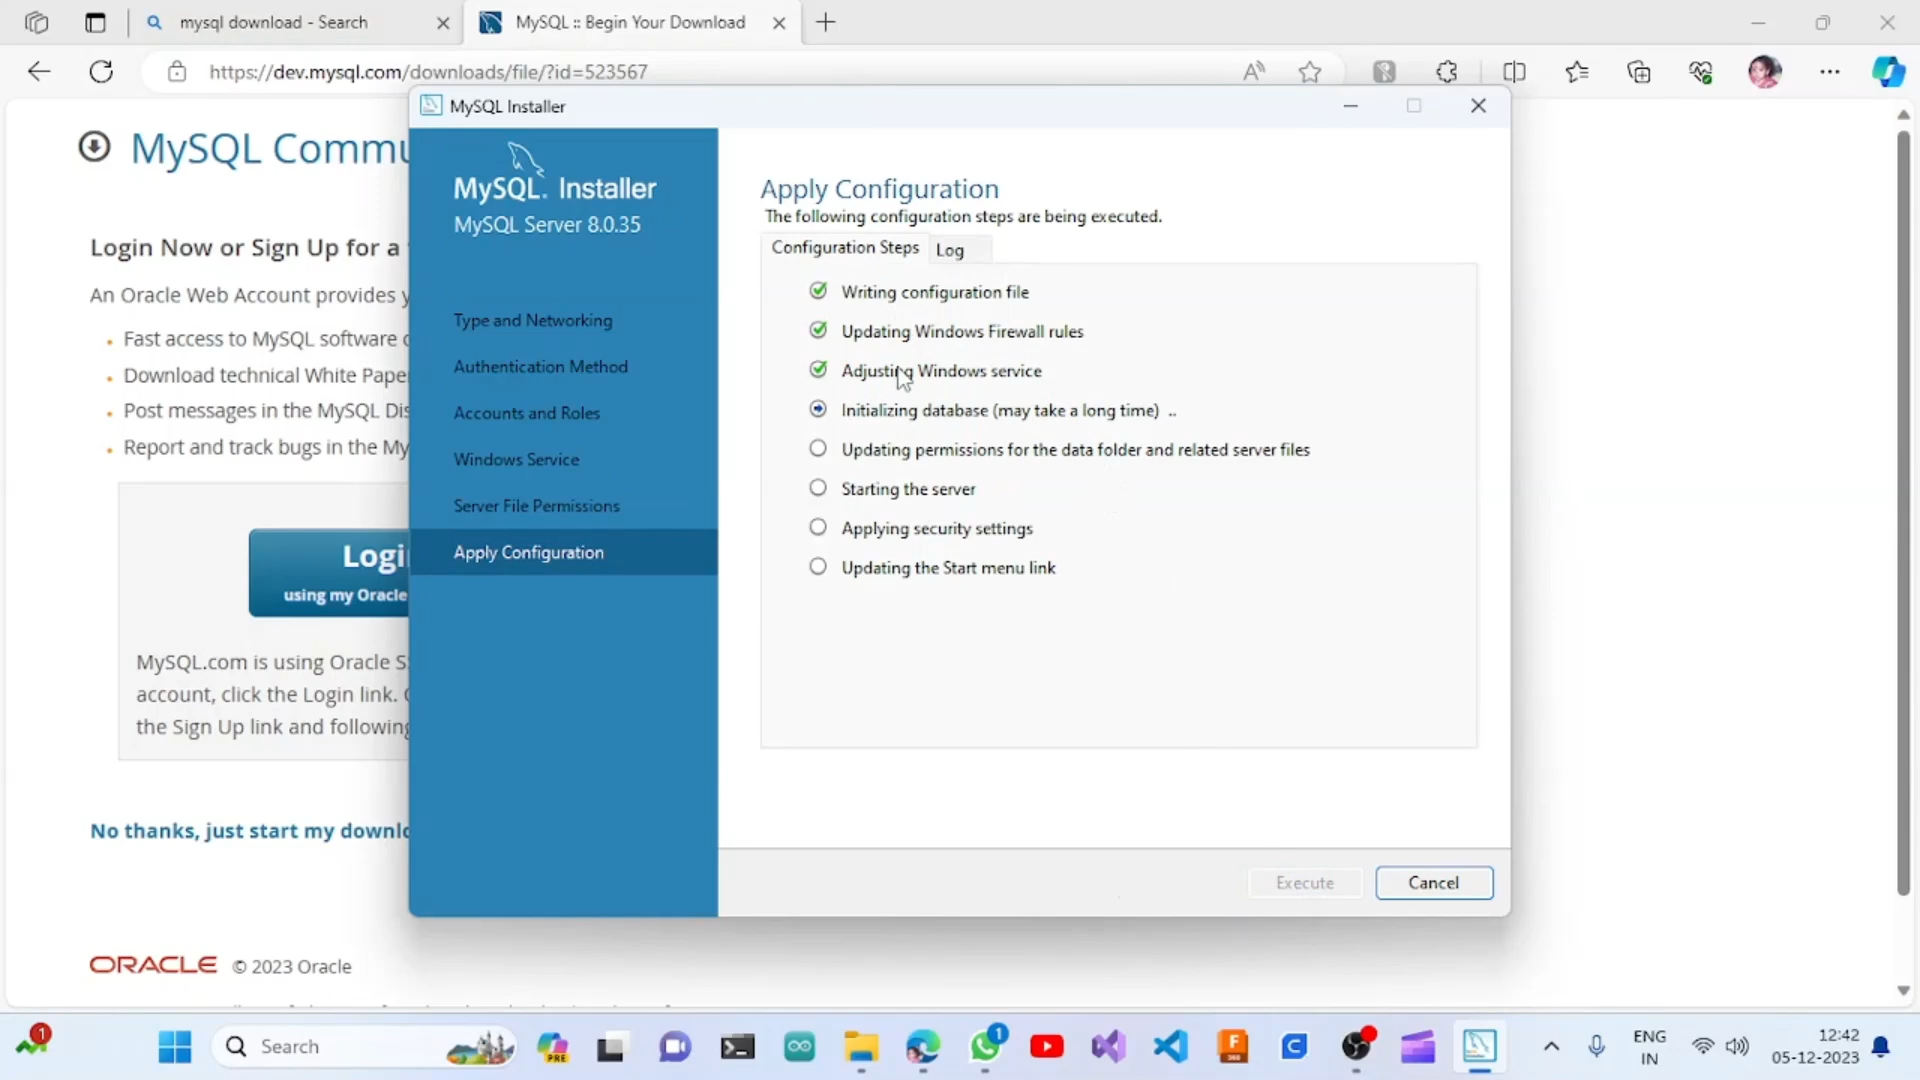 mysql download - Search
MySQL :: Begin Your Download
https://dev.mysql.com/downloads/file/?id=523567
MySQL Commu
Login Now or Sign Up for a
An Oracle Web Account provides y
Fast access to MySQL software
Download technical White Paper
Post messages in the MySQL Dis
Report and track bugs in the My
Login
using my Oracle
MySQL.com is using Oracle S
account, click the Login link.
the Sign Up link and following
No thanks, just start my downlo
ORACLE © 2023 Oracle
MySQL Installer
MySQL. Installer
MySQL Server 8.0.35
Type and Networking
Authentication Method
Accounts and Roles
Windows Service
Server File Permissions
Apply Configuration
Apply Configuration
The following configuration steps are being executed.
Configuration Steps
Log
Writing configuration file
Updating Windows Firewall rules
Adjusting Windows service
Initializing database (may take a long time) ..
Updating permissions for the data folder and related server files
Starting the server
Applying security settings
Updating the Start menu link
Execute
Cancel
1
Search
PRE
1
F
360
C
ENG
IN
12:42
05-12-2023